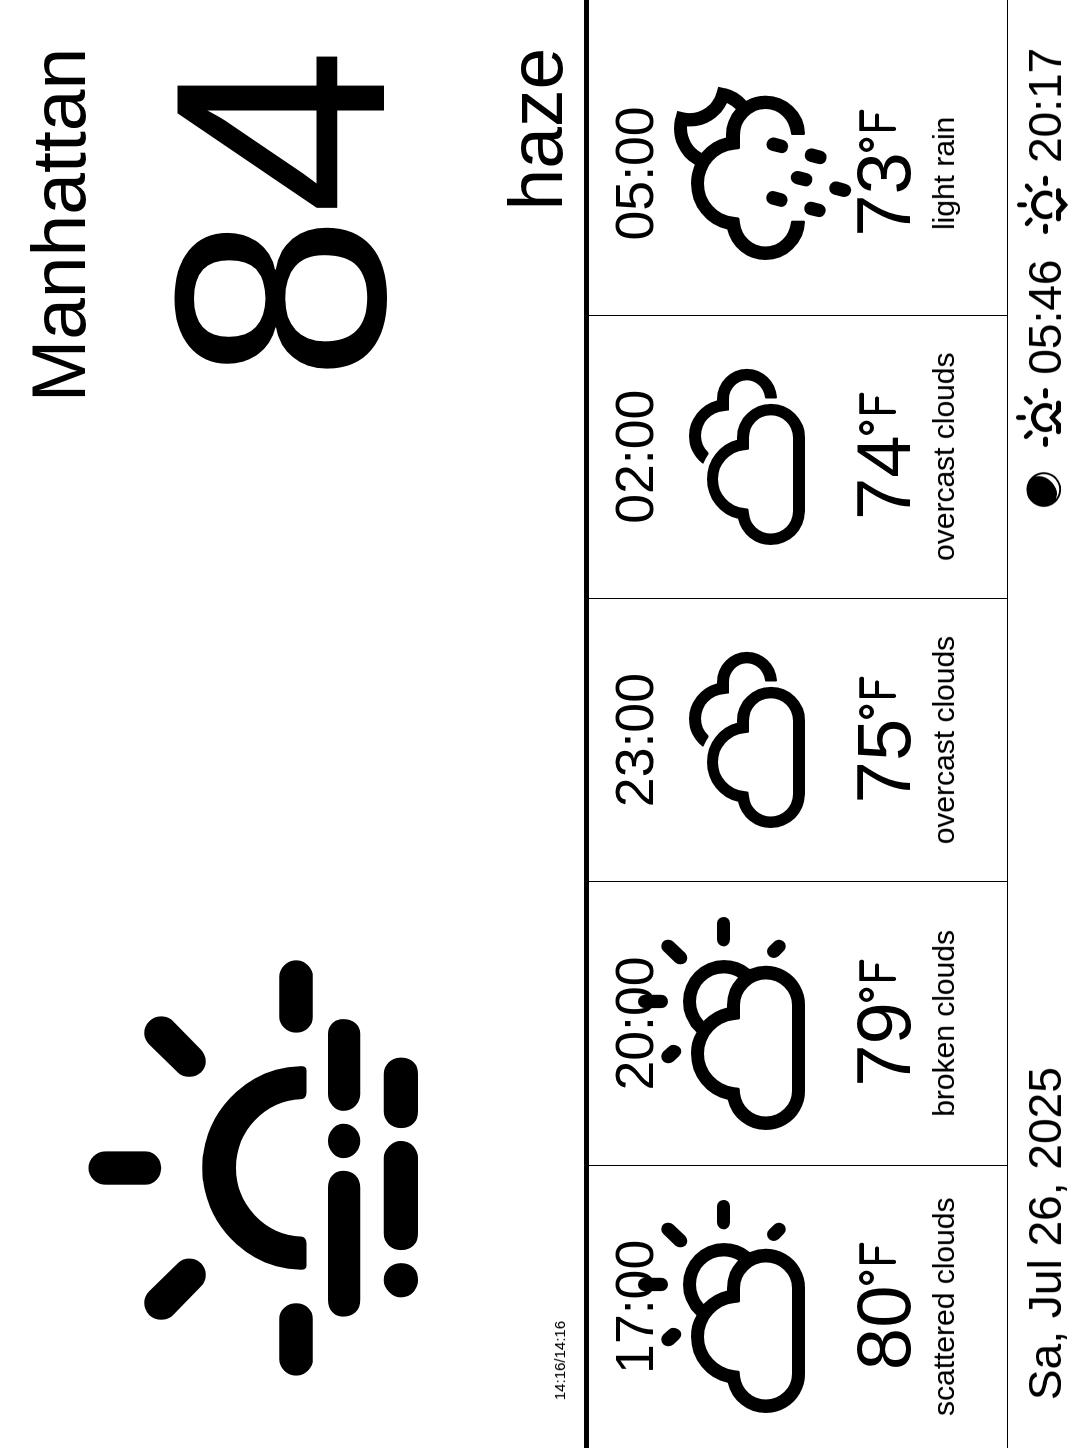 Manhattan
84
haze
14:16/14:16
17:00 20:00 23:00 02:00 05:00
80°F 79°F 75°F 74°F 73°F
scattered clouds broken clouds overcast clouds overcast clouds light rain
Sa, Jul 26, 2025 05:46 20:17